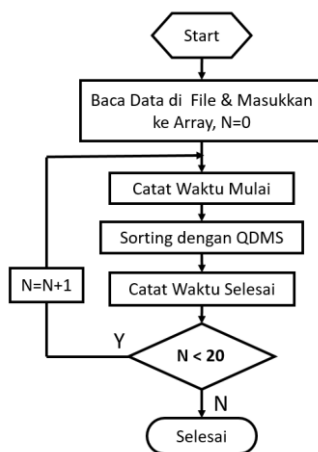 Start
Baca Data di File & Masukkan
ke Array, N=0
Catat Waktu Mulai
Sorting dengan QDMS
N=N+1
Catat Waktu Selesai
Y
N < 20
N
Selesai